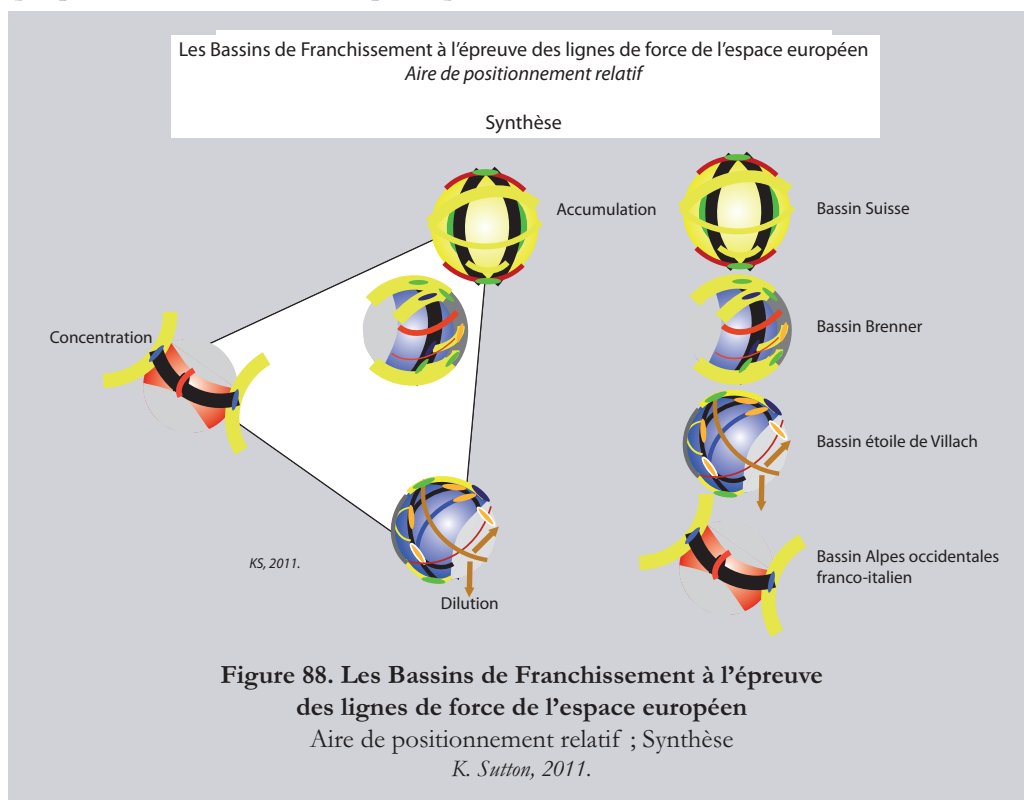 Les Bassins de Franchissement à l'épreuve des lignes de force de l'espace européen
Aire de positionnement relatif
Synthèse
Accumulation
Concentration
KS, 2011.
Dilution
Bassin Suisse
Bassin Brenner
Bassin étoile de Villach
Bassin Alpes occidentales
franco-italien
Figure 88. Les Bassins de Franchissement à l'épreuve
des lignes de force de l'espace européen
Aire de positionnement relatif ; Synthèse
K. Sutton, 2011.